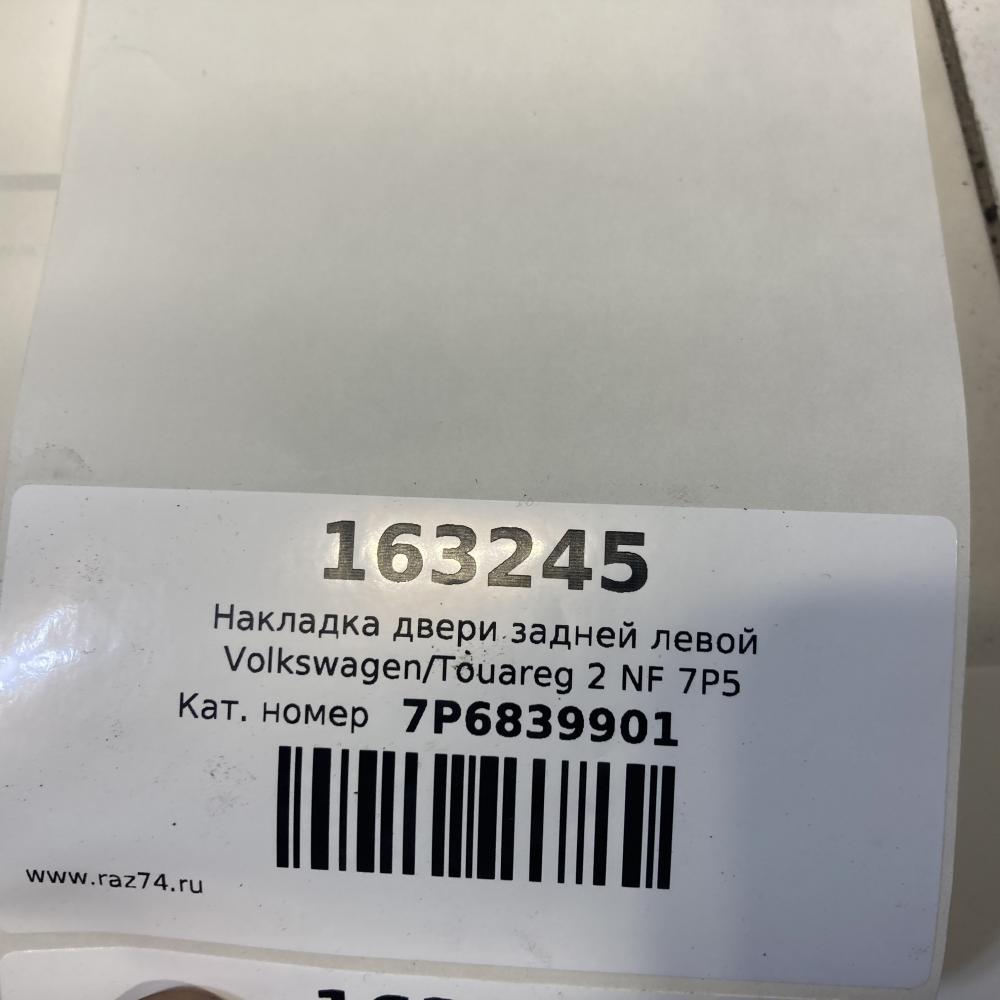 163245
Накладка двери задней левой
Volkswagen/Touareg 2 NF 7P5
Кат. номер 7P6839901
www.raz74.ru